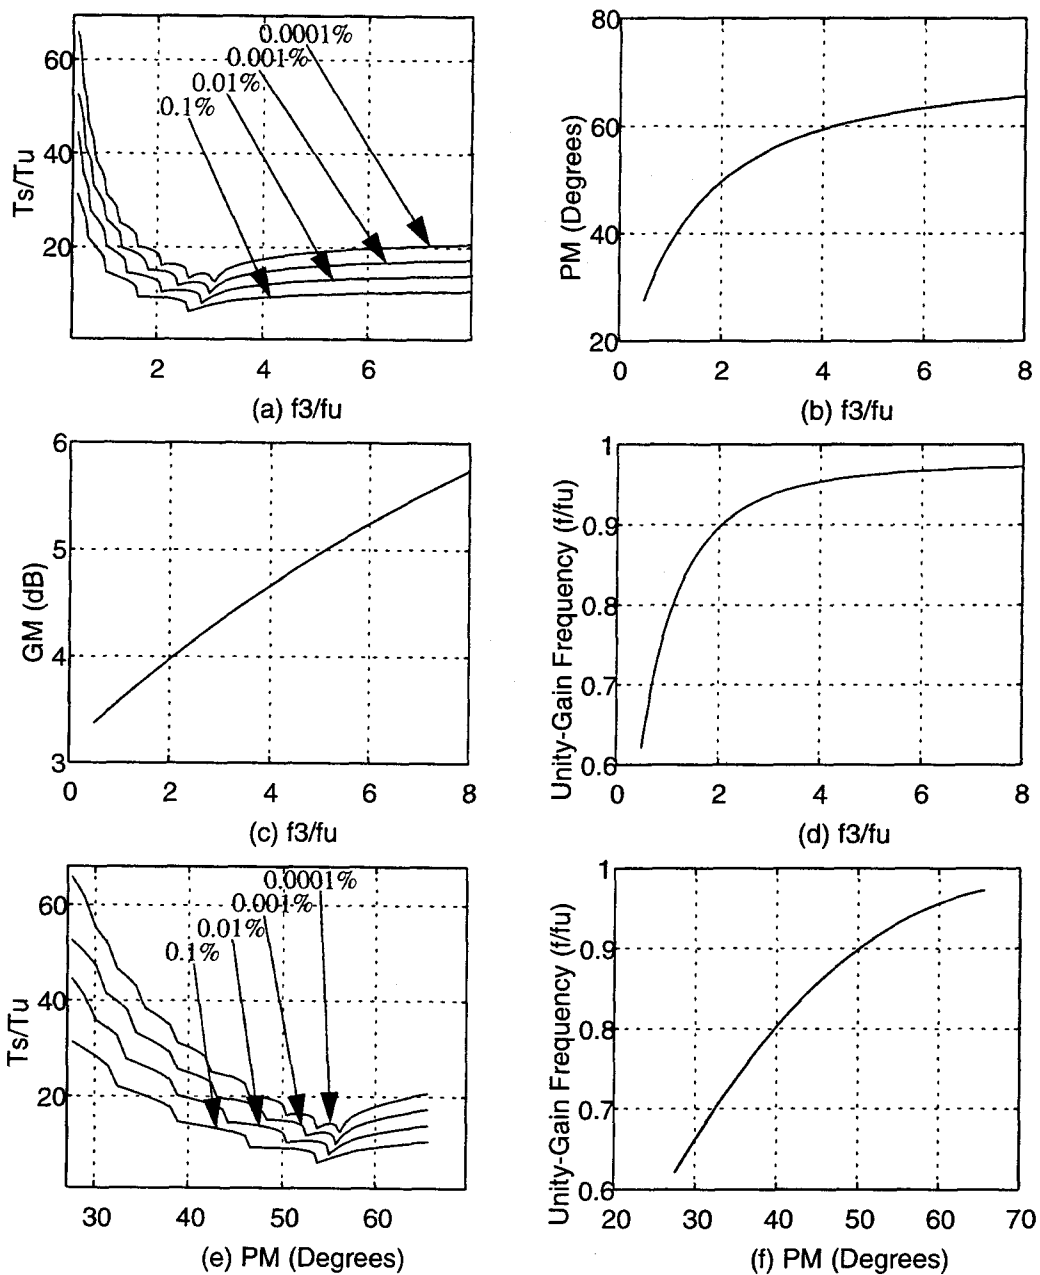 0.0001%
0.001%
0.01%
0.1%
60
40
20
Ts/Tu
2 4 6
(a) f3/fu
80
60
40
20
PM (Degrees)
0 2 4 6 8
(b) f3/fu
6
5
4
3
GM (dB)
0 2 4 6 8
(c) f3/fu
1
0.9
0.8
0.7
0.6
Unity-Gain Frequency (f/fu)
0 2 4 6 8
(d) f3/fu
0.0001%
0.001%
0.01%
0.1%
60
40
20
Ts/Tu
30 40 50 60
(e) PM (Degrees)
1
0.9
0.8
0.7
0.6
Unity-Gain Frequency (f/fu)
20 30 40 50 60 70
(f) PM (Degrees)